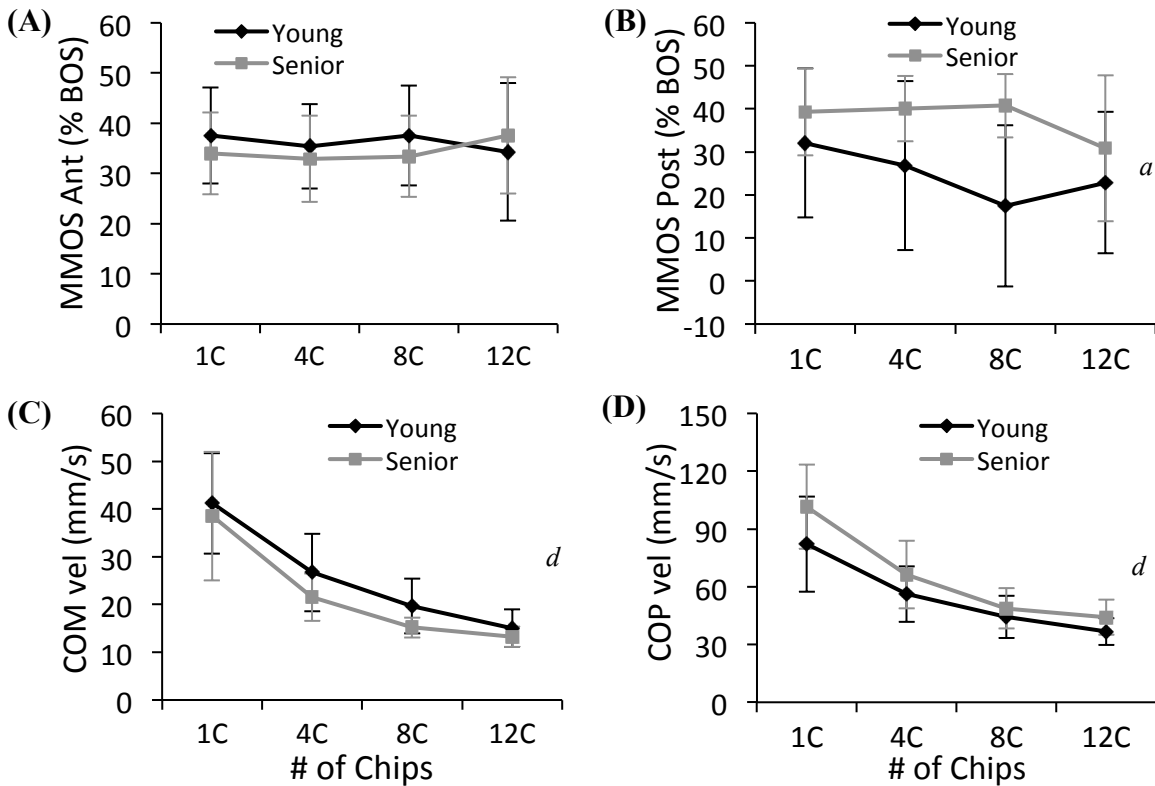 (A)
MMOS Ant (% BOS)
60
50
40
30
20
10
0
Young
Senior
1C 4C 8C 12C
(B)
MMOS Post (% BOS)
60
50
40
30
20
10
0
-10
Young
Senior
a
1C 4C 8C 12C
(C)
COM vel (mm/s)
60
50
40
30
20
10
0
Young
Senior
d
1C 4C 8C 12C
# of Chips
(D)
COP vel (mm/s)
150
120
90
60
30
0
Young
Senior
d
1C 4C 8C 12C
# of Chips